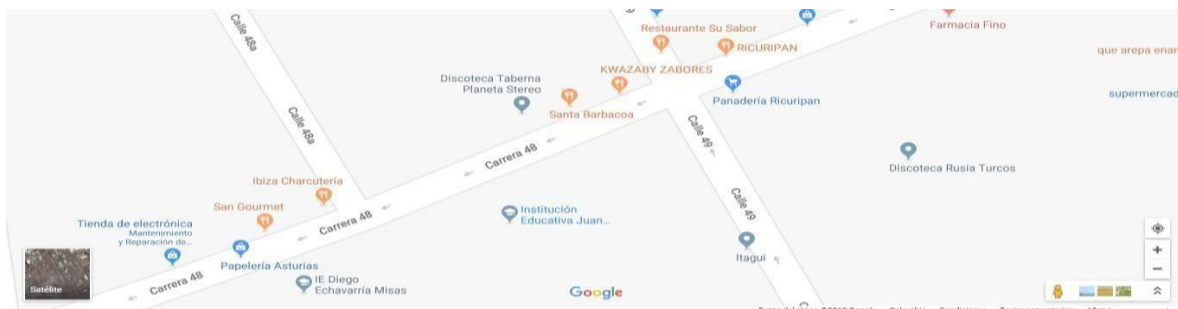 Calle 48a
Calle 49
Restaurante Su Sabor
Farmacia Fino
RICURIPAN
que arepa enar
KWAZABY ZABORES
Discoteca Taberna
Planeta Stereo
Panadería Ricuripan
supermercad
Santa Barbacoa
Calle 48a
Calle 49
Carrera 48
Discoteca Rusia Turcos
Ibiza Charcutería
San Gourmet
Calle 49
Institución
Educativa Juan...
Tienda de electrónica
Mantenimiento
y Reparación de...
Carrera 48
Itagui
Papelería Asturias
IE Diego
Echavarría Misas
Carrera 48
Satélite
Google